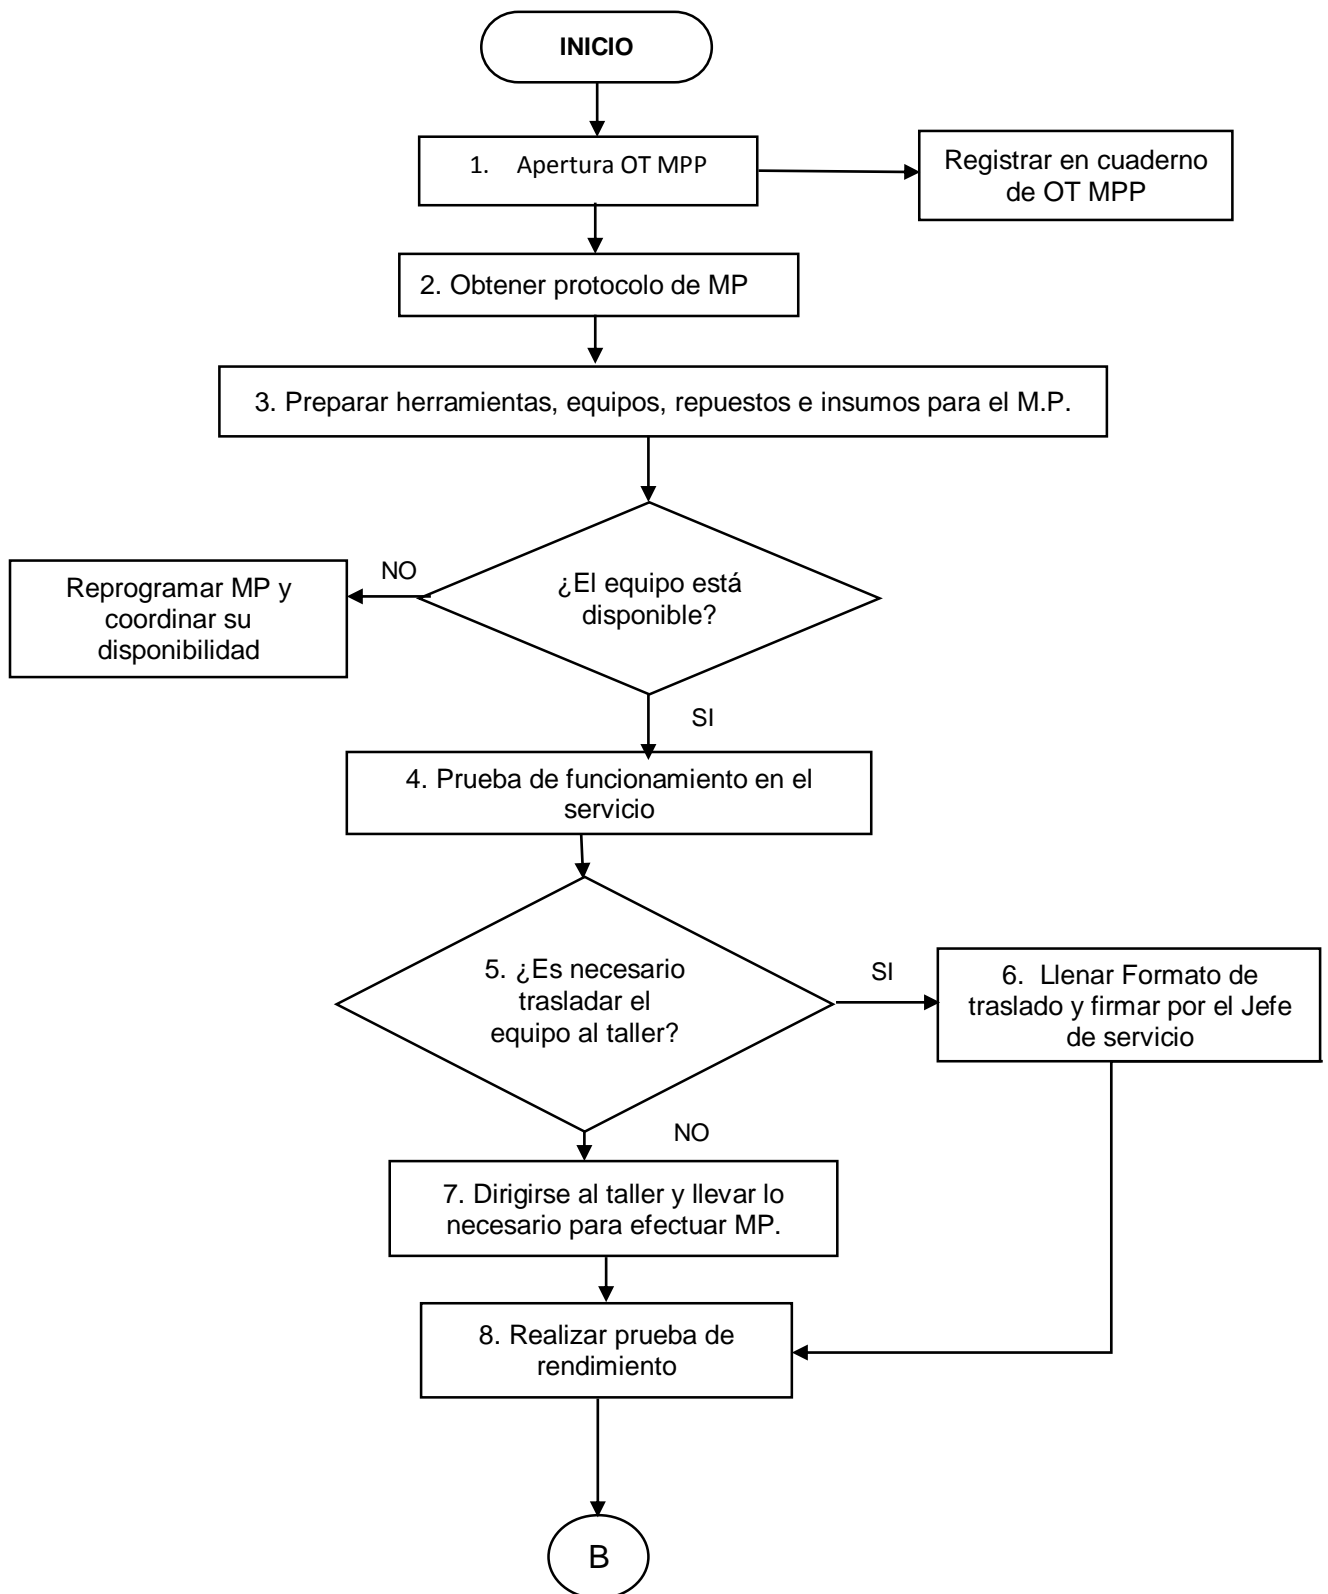 INICIO
1. Apertura OT MPP
Registrar en cuaderno
de OT MPP
2. Obtener protocolo de MP
3. Preparar herramientas, equipos, repuestos e insumos para el M.P.
¿El equipo está
disponible?
NO
Reprogramar MP y
coordinar su
disponibilidad
SI
4. Prueba de funcionamiento en el
servicio
5. ¿Es necesario
trasladar el
equipo al taller?
SI
6. Llenar Formato de
traslado y firmar por el Jefe
de servicio
NO
7. Dirigirse al taller y llevar lo
necesario para efectuar MP.
8. Realizar prueba de
rendimiento
B